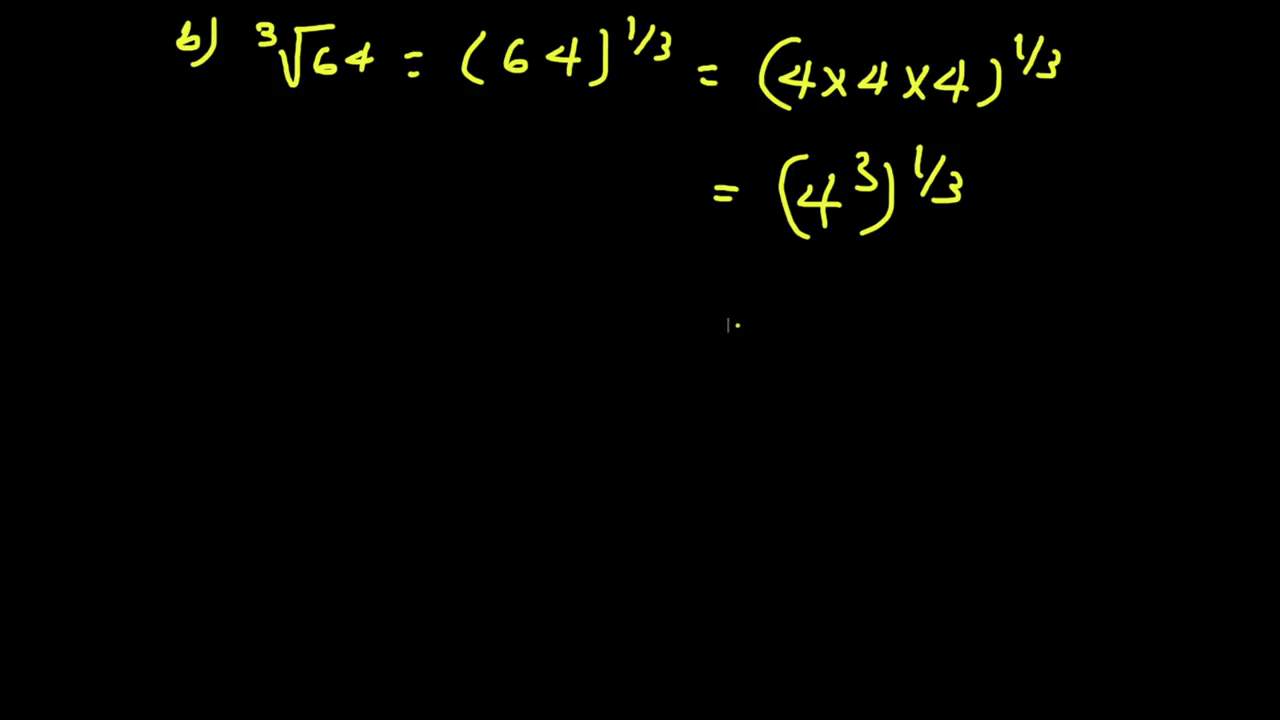 b) ³√64 = (64)^1/3 = (4×4×4)^1/3
= (4³)^1/3